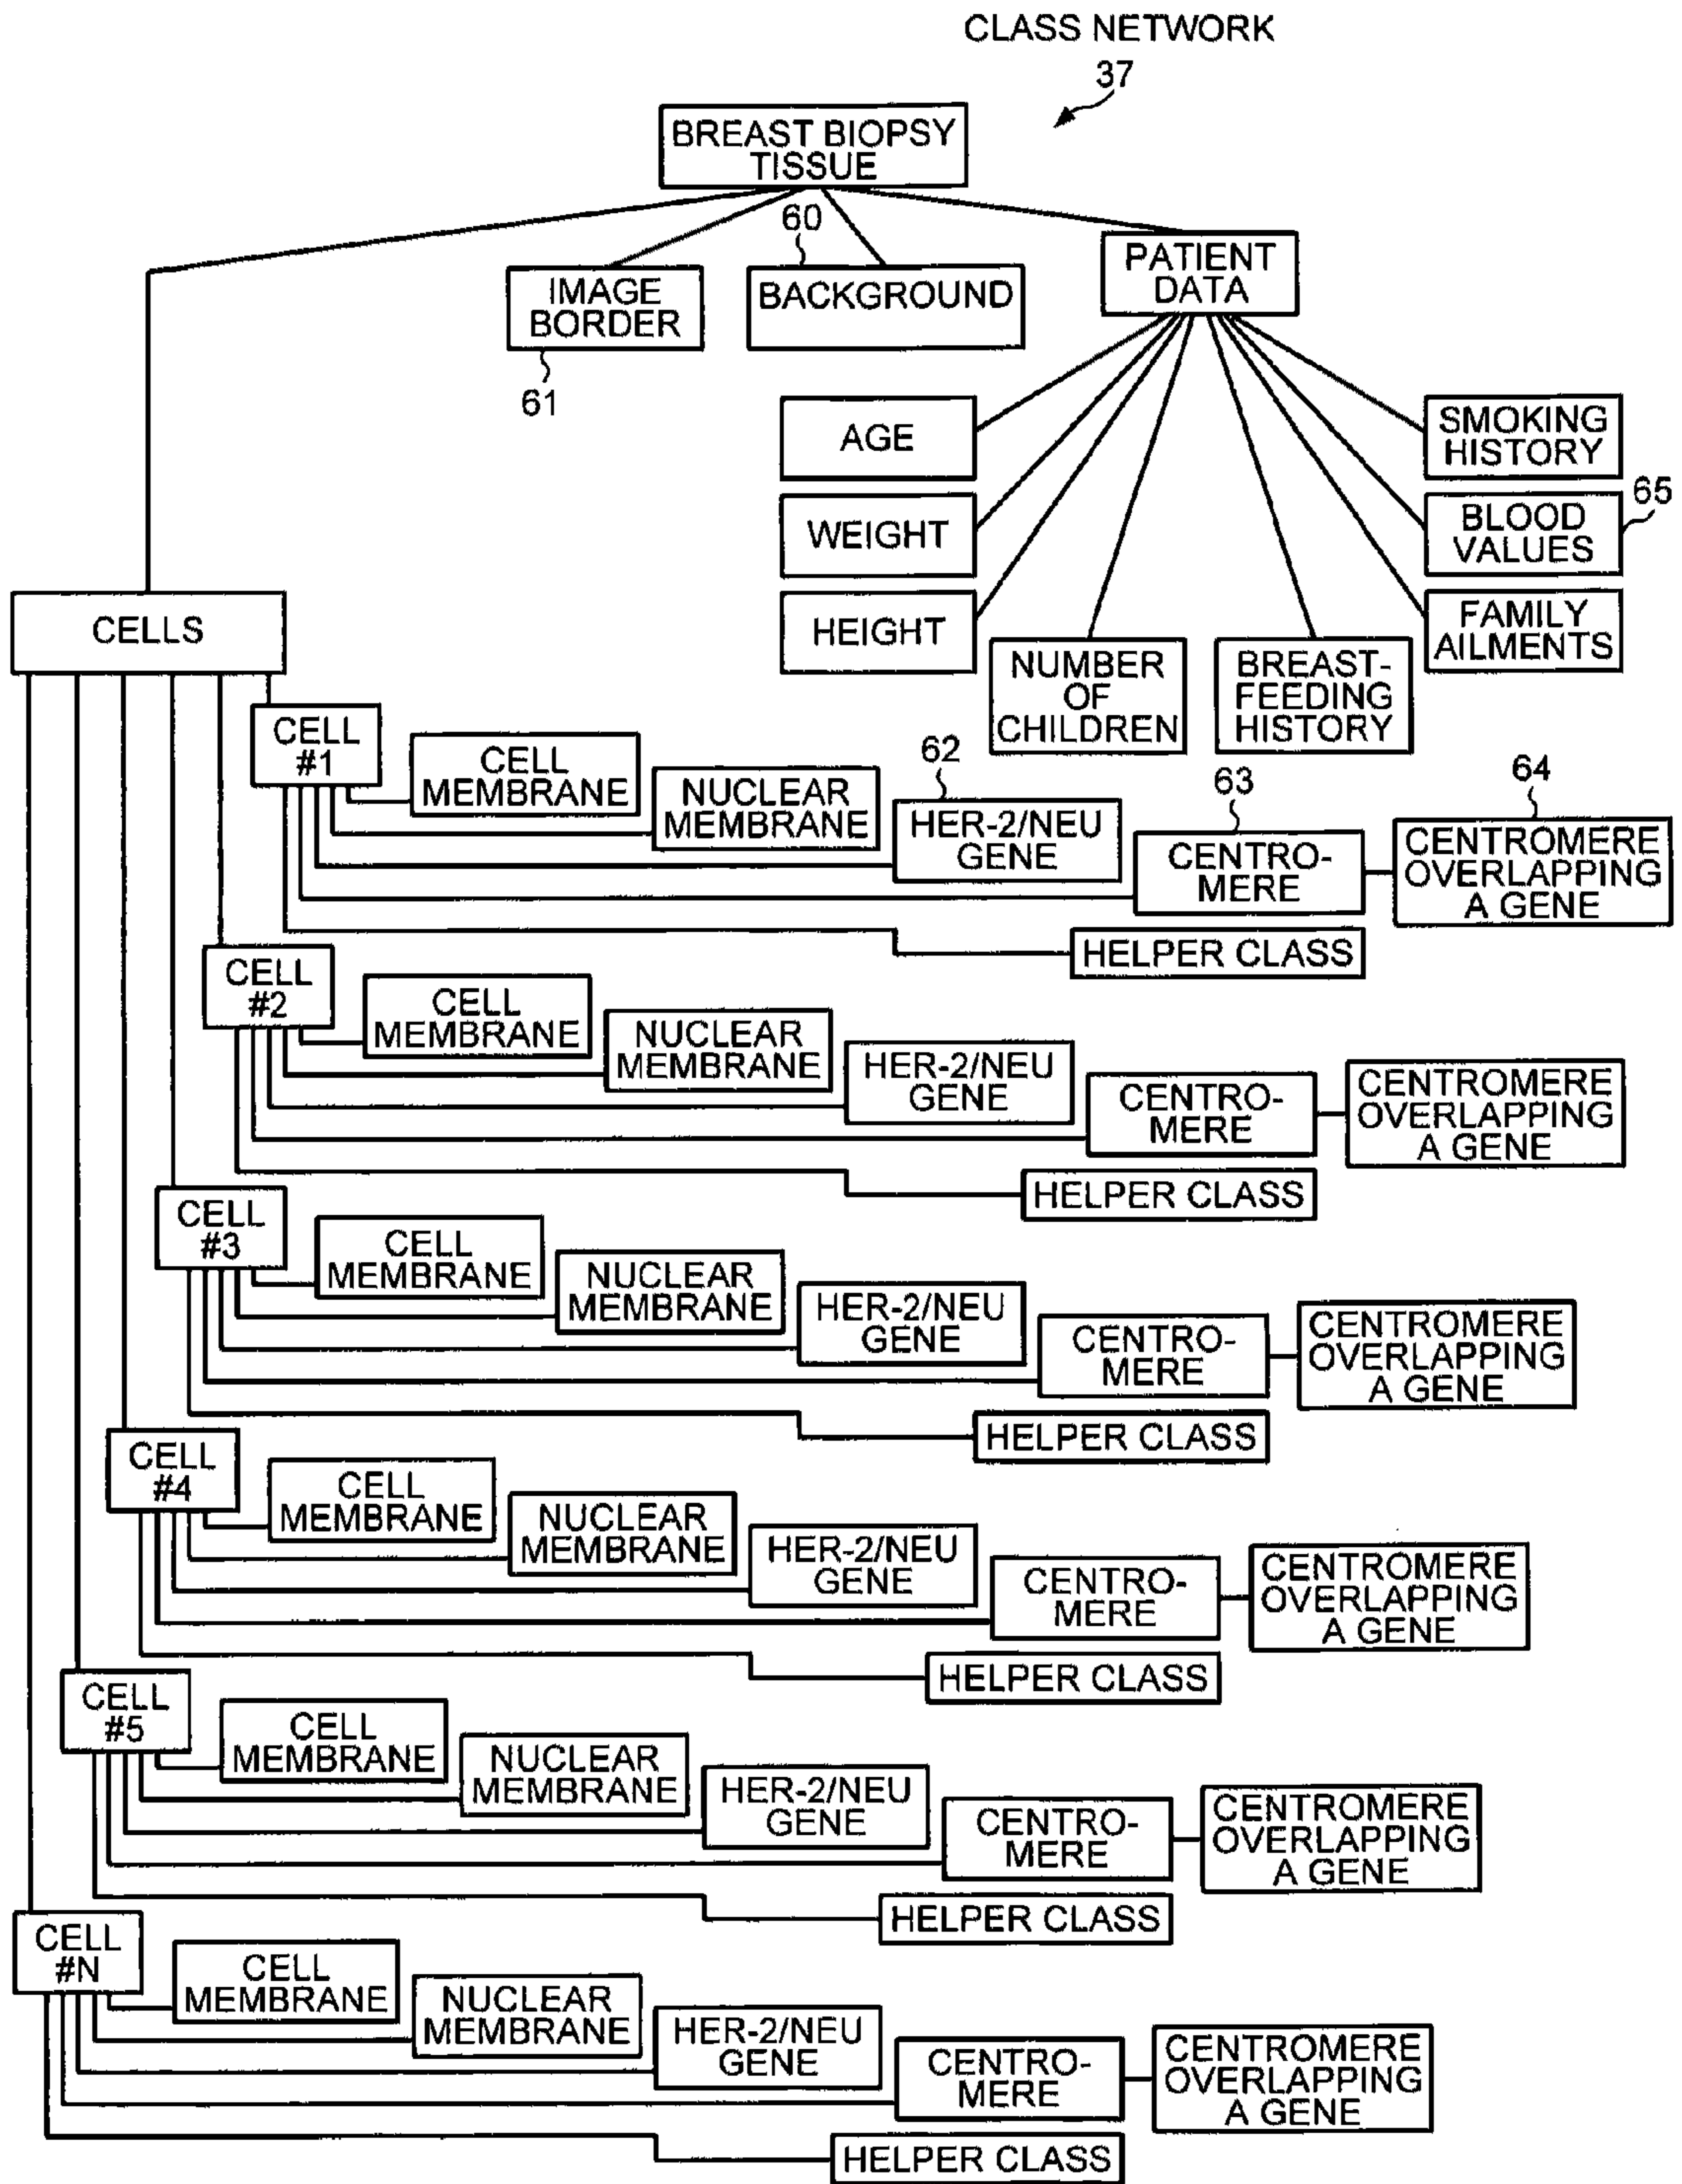 CLASS NETWORK
37
BREAST BIOPSY
TISSUE
60
IMAGE
BORDER
61
BACKGROUND
PATIENT
DATA
AGE
WEIGHT
HEIGHT
NUMBER
OF
CHILDREN
BREAST-
FEEDING
HISTORY
SMOKING
HISTORY
BLOOD
VALUES
65
FAMILY
AILMENTS
CELLS
CELL
#1
CELL
MEMBRANE
NUCLEAR
MEMBRANE
62
HER-2/NEU
GENE
63
CENTRO-
MERE
64
CENTROMERE
OVERLAPPING
A GENE
HELPER CLASS
CELL
#2
CELL
MEMBRANE
NUCLEAR
MEMBRANE
HER-2/NEU
GENE
CENTRO-
MERE
CENTROMERE
OVERLAPPING
A GENE
HELPER CLASS
CELL
#3
CELL
MEMBRANE
NUCLEAR
MEMBRANE
HER-2/NEU
GENE
CENTRO-
MERE
CENTROMERE
OVERLAPPING
A GENE
HELPER CLASS
CELL
#4
CELL
MEMBRANE
NUCLEAR
MEMBRANE
HER-2/NEU
GENE
CENTRO-
MERE
CENTROMERE
OVERLAPPING
A GENE
HELPER CLASS
CELL
#5
CELL
MEMBRANE
NUCLEAR
MEMBRANE
HER-2/NEU
GENE
CENTRO-
MERE
CENTROMERE
OVERLAPPING
A GENE
HELPER CLASS
CELL
#N
CELL
MEMBRANE
NUCLEAR
MEMBRANE
HER-2/NEU
GENE
CENTRO-
MERE
CENTROMERE
OVERLAPPING
A GENE
HELPER CLASS